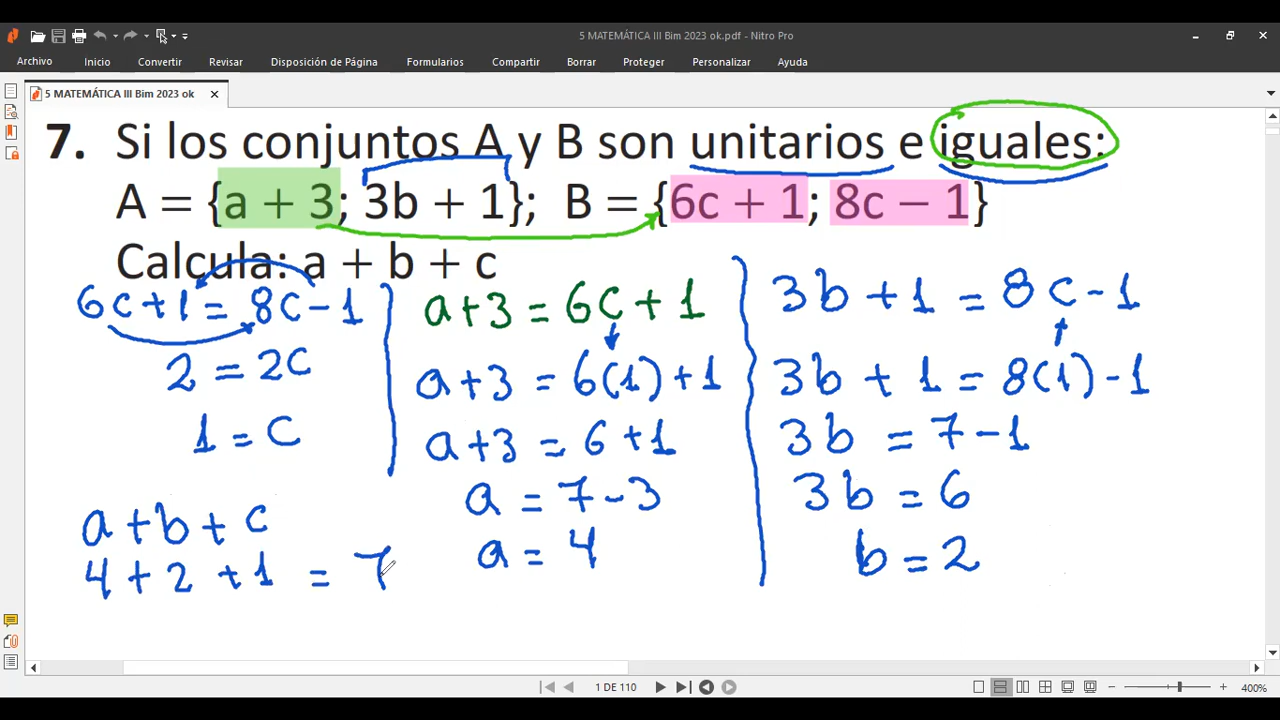 5 MATEMÁTICA III Bim 2023 ok.pdf - Nitro Pro
Archivo Inicio Convertir Revisar Disposición de Página Formularios Compartir Borrar Proteger Personalizar Ayuda
5 MATEMÁTICA III Bim 2023 ok
7. Si los conjuntos A y B son unitarios e iguales:
A = {a + 3; 3b + 1}; B = {6c + 1; 8c − 1}
Calcula: a + b + c
6c+1 = 8c-1
2 = 2c
1 = c
a+b+c
4+2+1 = 7
a+3 = 6c+1
a+3 = 6(1)+1
a+3 = 6+1
a = 7-3
a = 4
3b+1 = 8c-1
3b+1 = 8(1)-1
3b = 7-1
3b = 6
b = 2
1 DE 110
400%